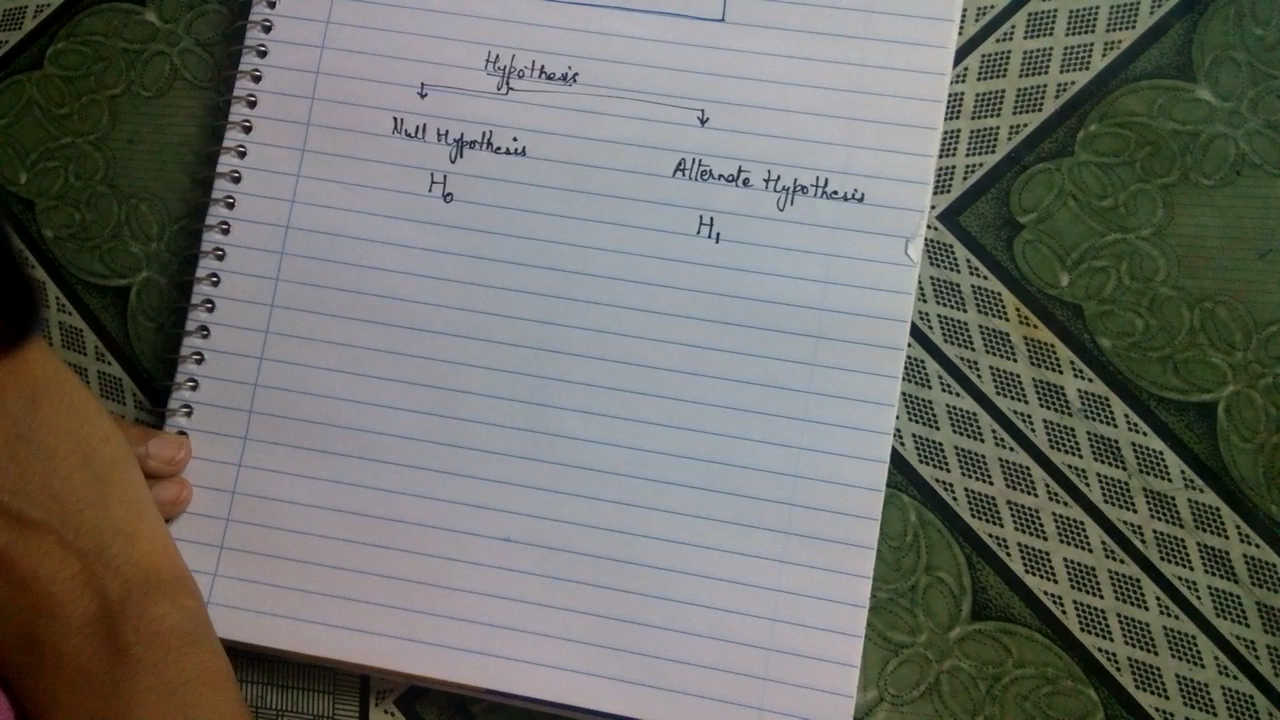 Hypothesis
Null Hypothesis
H₀
Alternate Hypothesis
H₁